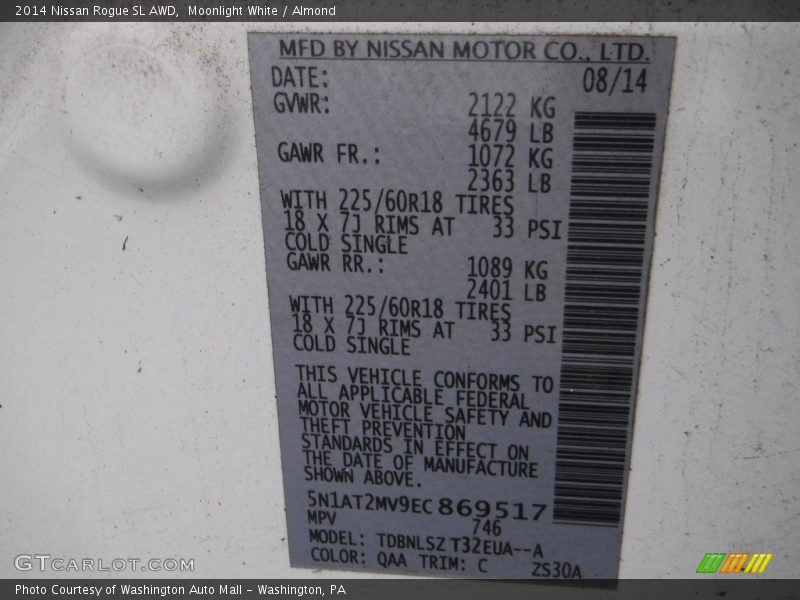 2014 Nissan Rogue SL AWD,  Moonlight White / Almond
MFD BY NISSAN MOTOR CO., LTD.
DATE: 08/14
GVWR: 2122 KG
4679 LB
GAWR FR.: 1072 KG
2363 LB
WITH 225/60R18 TIRES
18 X 7J RIMS AT 33 PSI
COLD SINGLE
GAWR RR.: 1089 KG
2401 LB
WITH 225/60R18 TIRES
18 X 7J RIMS AT 33 PSI
COLD SINGLE
THIS VEHICLE CONFORMS TO
ALL APPLICABLE FEDERAL
MOTOR VEHICLE SAFETY AND
THEFT PREVENTION
STANDARDS IN EFFECT ON
THE DATE OF MANUFACTURE
SHOWN ABOVE.
5N1AT2MV9EC869517
MPV 746
MODEL: TDBNLSZ T32EUA--A
COLOR: QAA TRIM: C ZS30A
GTCARLOT.COM
Photo Courtesy of Washington Auto Mall - Washington, PA